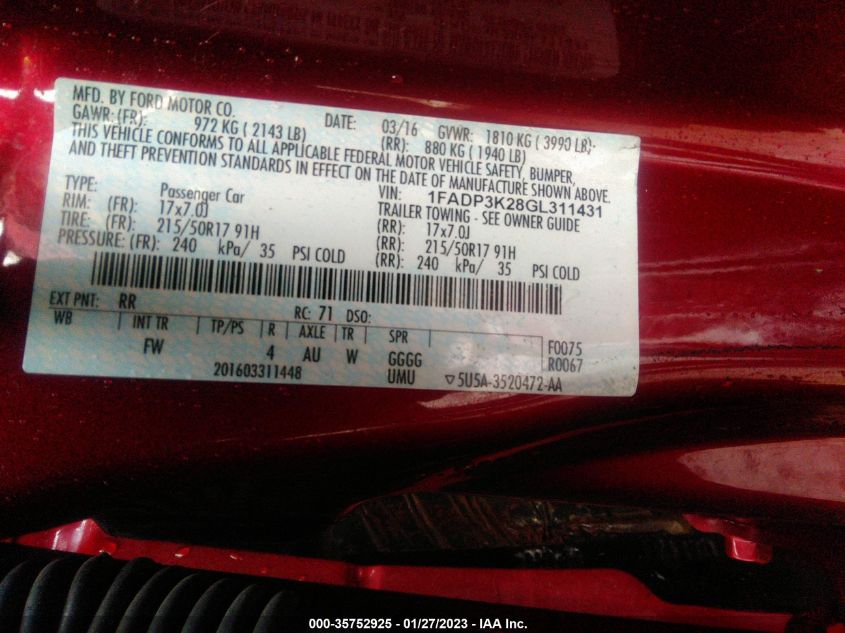 MFD. BY FORD MOTOR CO. DATE: 03/16 GVWR: 1810 KG ( 3990 LB)
GAWR:(FR): 972 KG ( 2143 LB) (RR): 880 KG ( 1940 LB)
THIS VEHICLE CONFORMS TO ALL APPLICABLE FEDERAL MOTOR VEHICLE SAFETY, BUMPER,
AND THEFT PREVENTION STANDARDS IN EFFECT ON THE DATE OF MANUFACTURE SHOWN ABOVE.
TYPE: Passenger Car VIN: 1FADP3K28GL311431
TRAILER TOWING - SEE OWNER GUIDE
RIM: (FR): 17x7.0J (RR): 17x7.0J
TIRE: (FR): 215/50R17 91H (RR): 215/50R17 91H
PRESSURE: (FR): 240 kPa/ 35 PSI COLD (RR): 240 kPa/ 35 PSI COLD
EXT PNT: RR RC: 71 DSO:
WB INT TR TP/PS R AXLE TR SPR F0075
FW 4 AU W GGGG R0067
201603311448 UMU ▽5U5A-3520472-AA
000-35752925 - 01/27/2023 - IAA Inc.